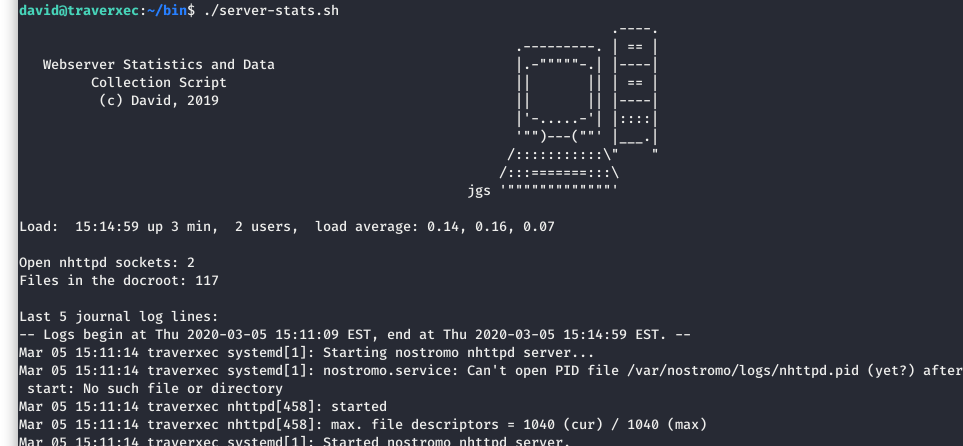 david@traverxec:~/bin$ ./server-stats.sh
                                                                          .----.
                                                              .---------. | == |
   Webserver Statistics and Data                              |.-"""""-.| |----|
         Collection Script                                    ||       || | == |
          (c) David, 2019                                     ||       || |----|
                                                              |'-.....-'| |::::|
                                                              '"")---(""' |___.|
                                                             /:::::::::::\"    "
                                                            /:::=======:::\
                                                        jgs '"""""""""""""'
Load:  15:14:59 up 3 min,  2 users,  load average: 0.14, 0.16, 0.07
Open nhttpd sockets: 2
Files in the docroot: 117
Last 5 journal log lines:
-- Logs begin at Thu 2020-03-05 15:11:09 EST, end at Thu 2020-03-05 15:14:59 EST. --
Mar 05 15:11:14 traverxec systemd[1]: Starting nostromo nhttpd server...
Mar 05 15:11:14 traverxec systemd[1]: nostromo.service: Can't open PID file /var/nostromo/logs/nhttpd.pid (yet?) after
 start: No such file or directory
Mar 05 15:11:14 traverxec nhttpd[458]: started
Mar 05 15:11:14 traverxec nhttpd[458]: max. file descriptors = 1040 (cur) / 1040 (max)
Mar 05 15:11:14 traverxec systemd[1]: Started nostromo nhttpd server.